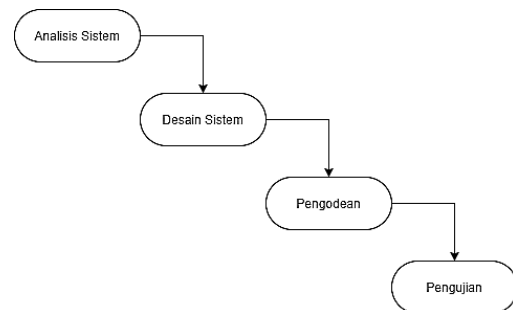 Analisis Sistem
Desain Sistem
Pengodean
Pengujian